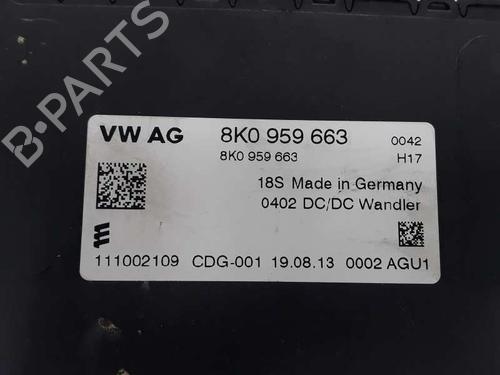 VW AG 8K0 959 663 0042
8K0 959 663 H17
18S Made in Germany
0402 DC/DC Wandler
111002109 CDG-001 19.08.13 0002 AGU1
B-PARTS